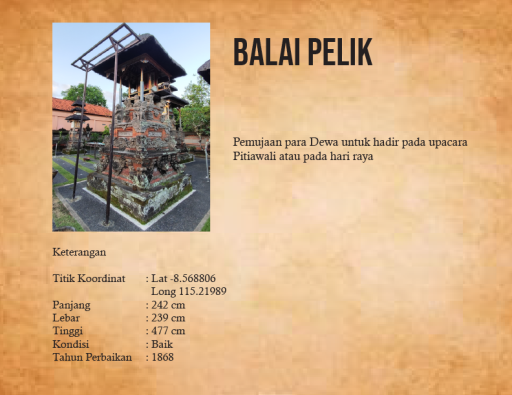 BALAI PELIK
Pemujaan para Dewa untuk hadir pada upacara
Pitiawali atau pada hari raya
Keterangan
Titik Koordinat : Lat -8.568806
Long 115.21989
Panjang : 242 cm
Lebar : 239 cm
Tinggi : 477 cm
Kondisi : Baik
Tahun Perbaikan : 1868